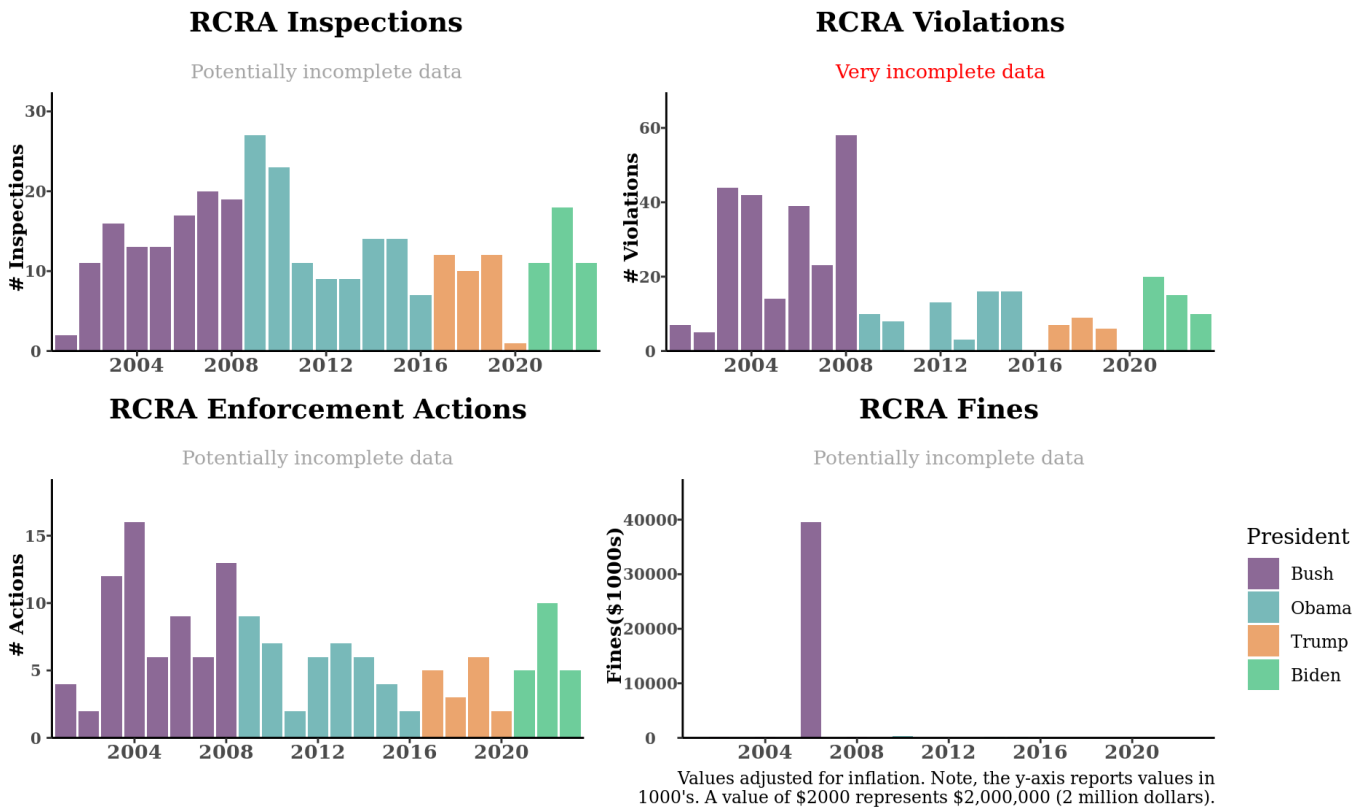 RCRA Inspections
Potentially incomplete data
# Inspections
30
20
10
0
2004 2008 2012 2016 2020
RCRA Violations
Very incomplete data
# Violations
60
40
20
0
2004 2008 2012 2016 2020
RCRA Enforcement Actions
Potentially incomplete data
# Actions
15
10
5
0
2004 2008 2012 2016 2020
RCRA Fines
Potentially incomplete data
Fines($1000s)
40000
30000
20000
10000
0
2004 2008 2012 2016 2020
Values adjusted for inflation. Note, the y-axis reports values in
1000's. A value of $2000 represents $2,000,000 (2 million dollars).
President
Bush
Obama
Trump
Biden